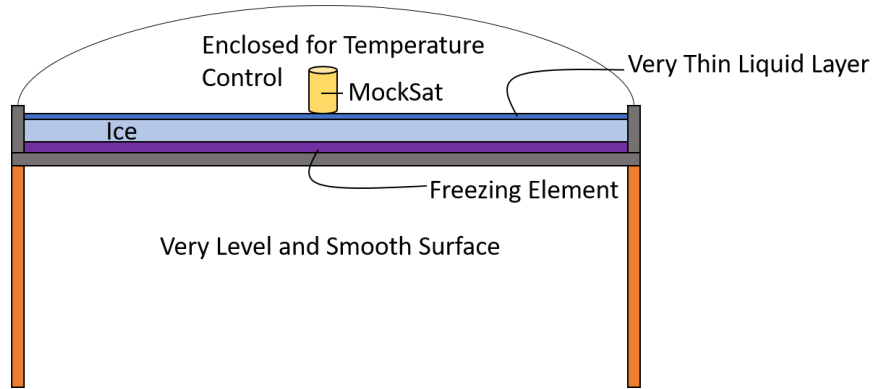 Enclosed for Temperature
Control
Very Thin Liquid Layer
MockSat
Ice
Freezing Element
Very Level and Smooth Surface